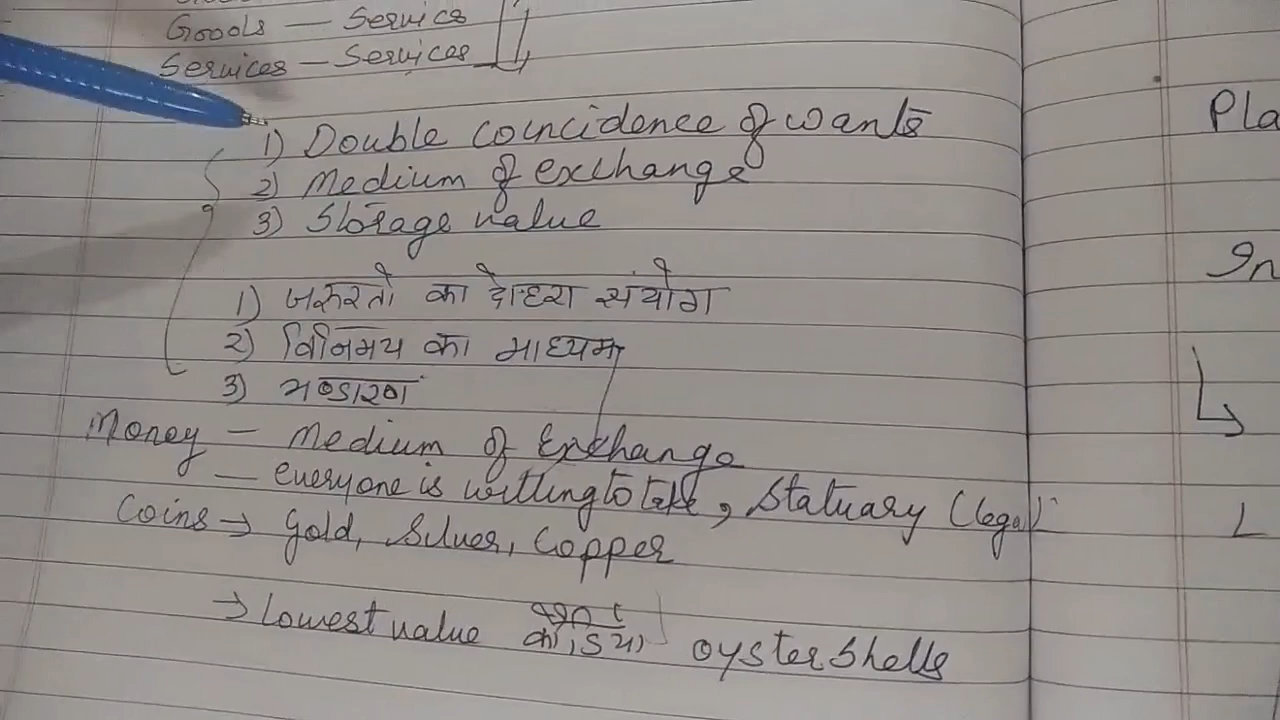 Goods — Servics
Services — Services
1) Double coincidence of wants
2) Medium of exchange
3) Storage value
1) जरूरतो का दोहरा संयोग
2) विनिमय का माध्यम
3) भण्डारण
Money – Medium of Exchange
— everyone is willing to take, Statuary (legal)
Coins → Gold, Silver, Copper
→ Lowest value कौड़िया oyster shells
Pla
In
L